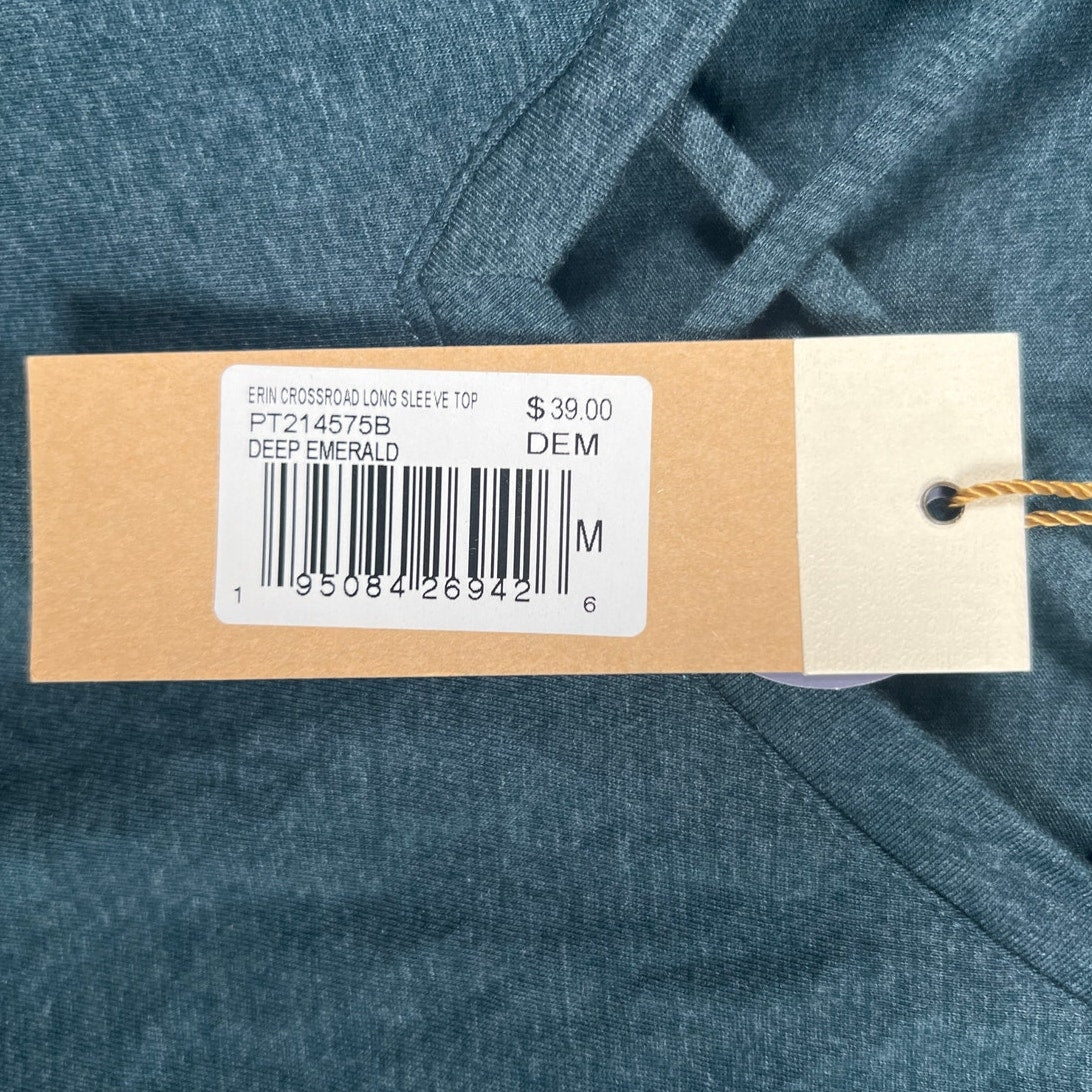 ERIN CROSSROAD LONG SLEEVE TOP
$ 39.00
PT214575B
DEM
DEEP EMERALD
M
1 95084 26942 6